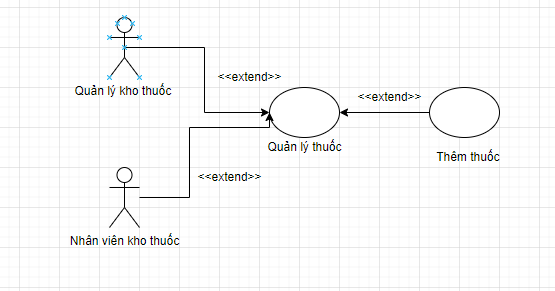 <<extend>>
Quản lý kho thuốc
<<extend>>
Quản lý thuốc
Thêm thuốc
<<extend>>
Nhân viên kho thuốc